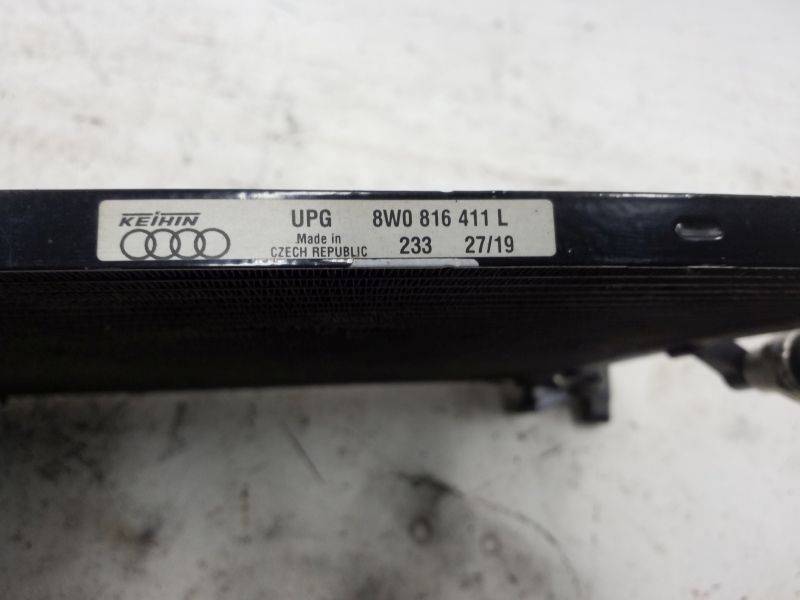 KEIHIN UPG 8W0 816 411 L
Made in
CZECH REPUBLIC 233 27/19